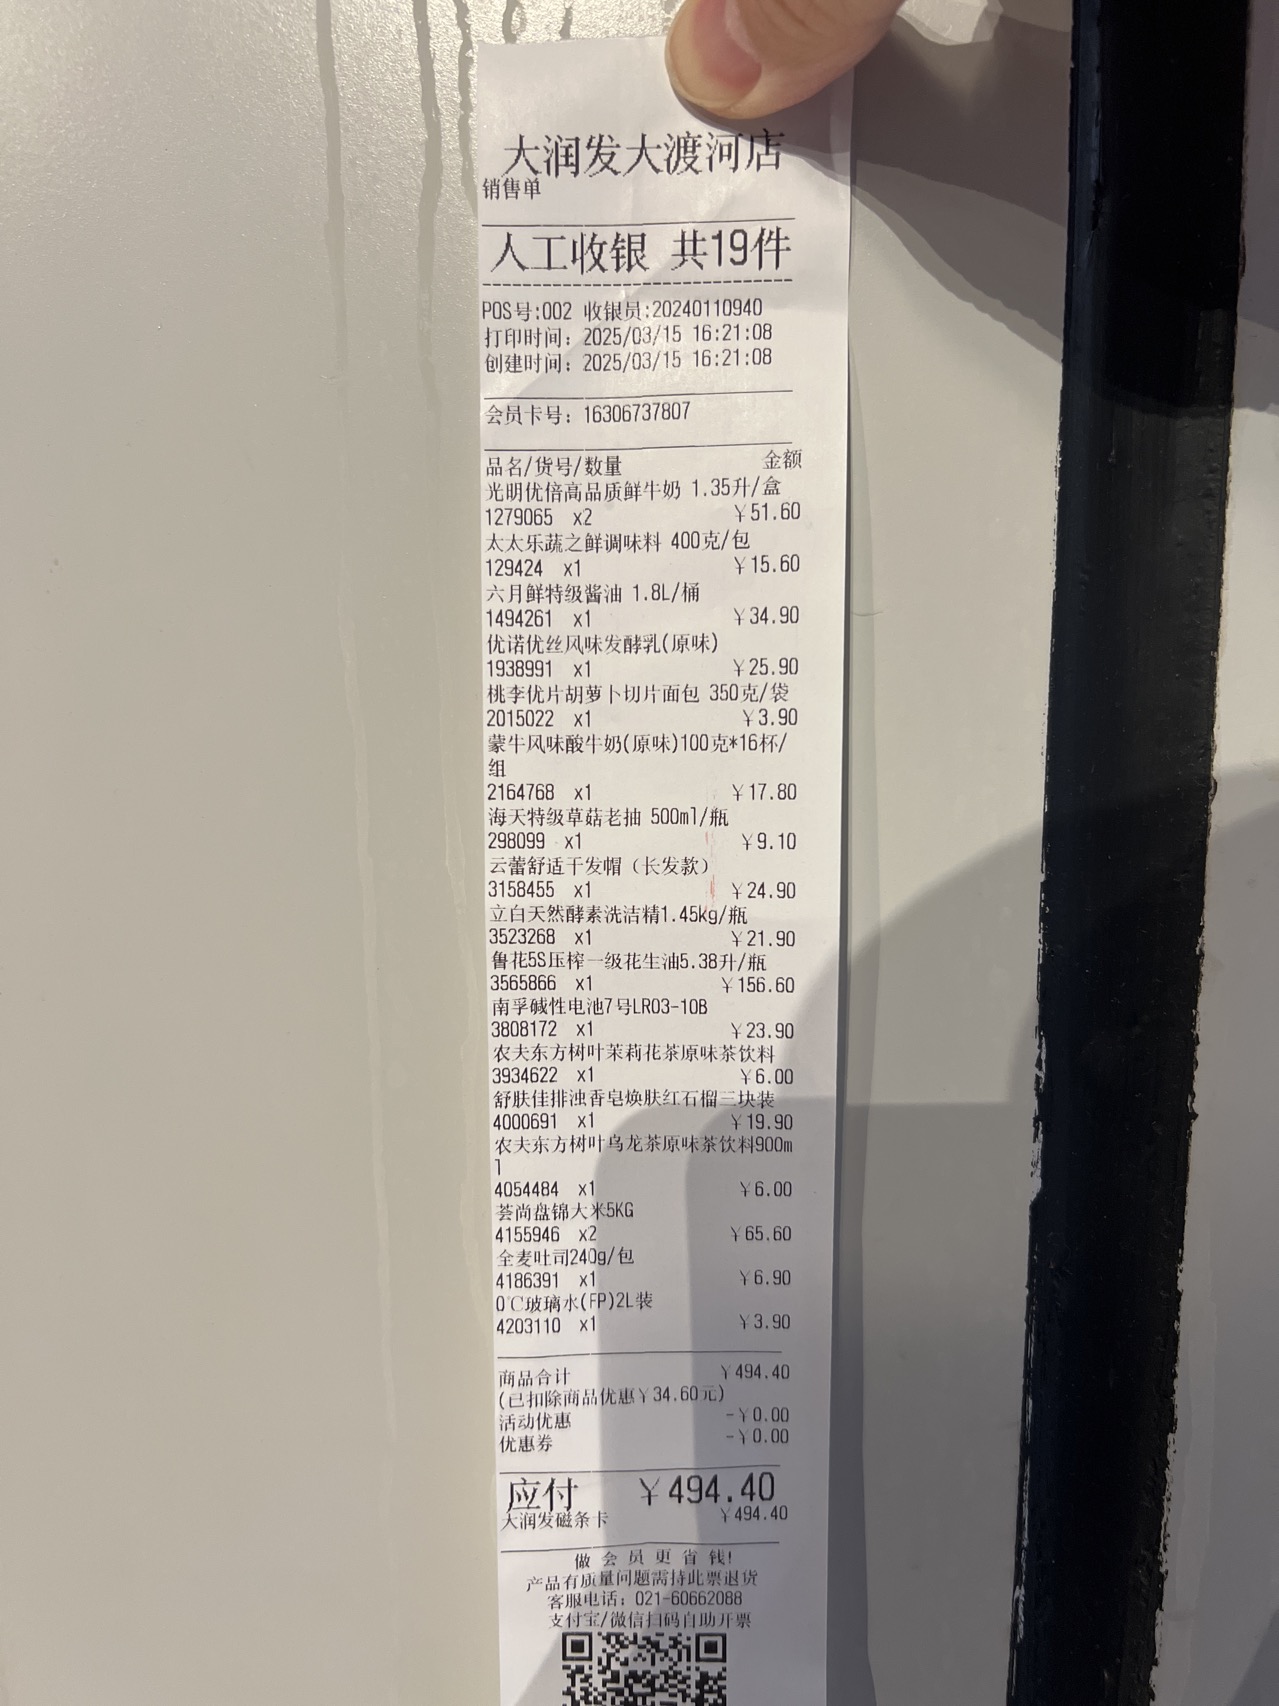 大润发大渡河店
销售单
人工收银 共19件
POS号:002 收银员:20240110940
打印时间: 2025/03/15 16:21:08
创建时间: 2025/03/15 16:21:08
会员卡号: 16306737807
品名/货号/数量 金额
光明优倍高品质鲜牛奶 1.35升/盒
1279065 x2 ￥51.60
太太乐蔬之鲜调味料 400克/包
129424 x1 ￥15.60
六月鲜特级酱油 1.8L/桶
1494261 x1 ￥34.90
优诺优丝风味发酵乳(原味)
1938991 x1 ￥25.90
桃李优片胡萝卜切片面包 350克/袋
2015022 x1 ￥3.90
蒙牛风味酸牛奶(原味)100克*16杯/
组
2164768 x1 ￥17.80
海天特级草菇老抽 500ml/瓶
298099 x1 ￥9.10
云蕾舒适干发帽（长发款）
3158455 x1 ￥24.90
立白天然酵素洗洁精1.45kg/瓶
3523268 x1 ￥21.90
鲁花5S压榨一级花生油5.38升/瓶
3565866 x1 ￥156.60
南孚碱性电池7号LR03-10B
3808172 x1 ￥23.90
农夫东方树叶茉莉花茶原味茶饮料
3934622 x1 ￥6.00
舒肤佳排浊香皂焕肤红石榴三块装
4000691 x1 ￥19.90
农夫东方树叶乌龙茶原味茶饮料900m
l
4054484 x1 ￥6.00
荟尚盘锦大米5KG
4155946 x2 ￥65.60
全麦吐司240g/包
4186391 x1 ￥6.90
0℃玻璃水(FP)2L装
4203110 x1 ￥3.90
商品合计 ￥494.40
(已扣除商品优惠￥34.60元)
活动优惠 -￥0.00
优惠券 -￥0.00
应付 ￥494.40
大润发磁条卡 ￥494.40
做 会 员 更 省 钱!
产品有质量问题需持此票退货
客服电话: 021-60662088
支付宝/微信扫码自助开票